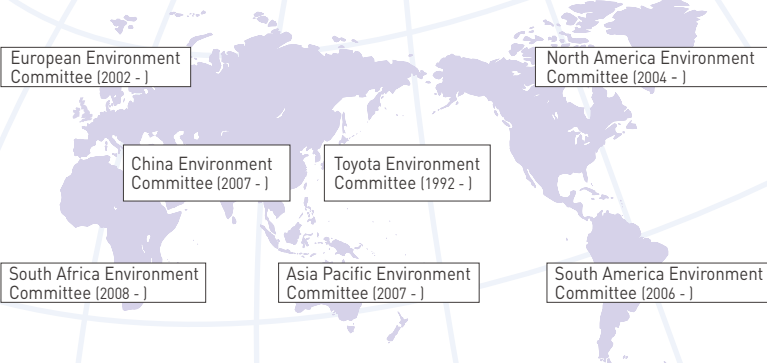 European Environment
Committee (2002 - )
North America Environment
Committee (2004 - )
China Environment
Committee (2007 - )
Toyota Environment
Committee (1992 - )
South Africa Environment
Committee (2008 - )
Asia Pacific Environment
Committee (2007 - )
South America Environment
Committee (2006 - )